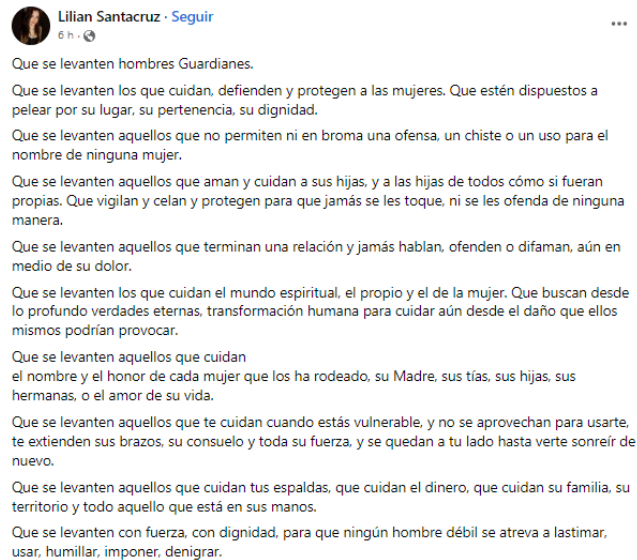 Lilian Santacruz · Seguir
6 h ·
Que se levanten hombres Guardianes.
Que se levanten los que cuidan, defienden y protegen a las mujeres. Que estén dispuestos a
pelear por su lugar, su pertenencia, su dignidad.
Que se levanten aquellos que no permiten ni en broma una ofensa, un chiste o un uso para el
nombre de ninguna mujer.
Que se levanten aquellos que aman y cuidan a sus hijas, y a las hijas de todos cómo si fueran
propias. Que vigilan y celan y protegen para que jamás se les toque, ni se les ofenda de ninguna
manera.
Que se levanten aquellos que terminan una relación y jamás hablan, ofenden o difaman, aún en
medio de su dolor.
Que se levanten los que cuidan el mundo espiritual, el propio y el de la mujer. Que buscan desde
lo profundo verdades eternas, transformación humana para cuidar aún desde el daño que ellos
mismos podrían provocar.
Que se levanten aquellos que cuidan
el nombre y el honor de cada mujer que los ha rodeado, su Madre, sus tías, sus hijas, sus
hermanas, o el amor de su vida.
Que se levanten aquellos que te cuidan cuando estás vulnerable, y no se aprovechan para usarte,
te extienden sus brazos, su consuelo y toda su fuerza, y se quedan a tu lado hasta verte sonreír de
nuevo.
Que se levanten aquellos que cuidan tus espaldas, que cuidan el dinero, que cuidan su familia, su
territorio y todo aquello que está en sus manos.
Que se levanten con fuerza, con dignidad, para que ningún hombre débil se atreva a lastimar,
usar, humillar, imponer, denigrar.